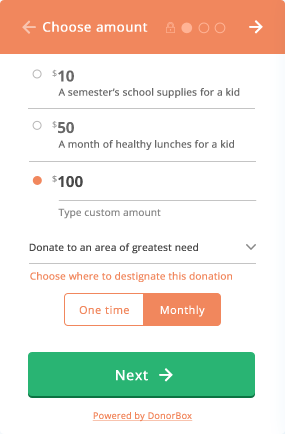 Choose amount
$10
A semester's school supplies for a kid
$50
A month of healthy lunches for a kid
$100
Type custom amount
Donate to an area of greatest need
Choose where to destignate this donation
One time
Monthly
Next
Powered by DonorBox